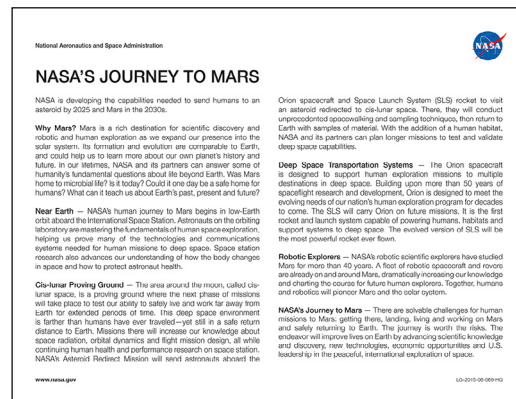 National Aeronautics and Space Administration
NASA
NASA'S JOURNEY TO MARS
NASA is developing the capabilities needed to send humans to an
asteroid by 2025 and Mars in the 2030s.
Why Mars? Mars is a rich destination for scientific discovery and
robotic and human exploration as we expand our presence into the
solar system. Its formation and evolution are comparable to Earth,
and could help us to learn more about our own planet's history and
future. In our lifetimes, NASA and its partners can answer some of
humanity's fundamental questions about life beyond Earth. Was Mars
home to microbial life? Is it today? Could it one day be a safe home for
humans? What can it teach us about Earth's past, present and future?
Near Earth — NASA's human journey to Mars begins in low-Earth
orbit aboard the International Space Station. Astronauts on the orbiting
laboratory are mastering the fundamentals of human space exploration,
helping us prove many of the technologies and communications
systems needed for human missions to deep space. Space station
research also advances our understanding of how the body changes
in space and how to protect astronaut health.
Cis-lunar Proving Ground — The area around the moon, called cis-
lunar space, is a proving ground where the next phase of missions
will take place to test our ability to safely live and work far away from
Earth for extended periods of time. This deep space environment
is farther than humans have ever traveled—yet still in a safe return
distance to Earth. Missions there will increase our knowledge about
space radiation, orbital dynamics and flight mission design, all while
continuing human health and performance research on space station.
NASA's Asteroid Redirect Mission will send astronauts aboard the
Orion spacecraft and Space Launch System (SLS) rocket to visit
an asteroid redirected to cis-lunar space. There, they will conduct
unprecedented spacewalking and sampling techniques, then return to
Earth with samples of material. With the addition of a human habitat,
NASA and its partners can plan longer missions to test and validate
deep space capabilities.
Deep Space Transportation Systems — The Orion spacecraft
is designed to support human exploration missions to multiple
destinations in deep space. Building upon more than 50 years of
spaceflight research and development, Orion is designed to meet the
evolving needs of our nation's human exploration program for decades
to come. The SLS will carry Orion on future missions. It is the first
rocket and launch system capable of powering humans, habitats and
support systems to deep space. The evolved version of SLS will be
the most powerful rocket ever flown.
Robotic Explorers — NASA's robotic scientific explorers have studied
Mars for more than 40 years. A fleet of robotic spacecraft and rovers
are already on and around Mars, dramatically increasing our knowledge
and charting the course for future human explorers. Together, humans
and robotics will pioneer Mars and the solar system.
NASA's Journey to Mars — There are solvable challenges for human
missions to Mars: getting there, landing, living and working on Mars
and safely returning to Earth. The journey is worth the risks. The
endeavor will improve lives on Earth by advancing scientific knowledge
and discovery, new technologies, economic opportunities and U.S.
leadership in the peaceful, international exploration of space.
www.nasa.gov
LG-2015-08-089-HQ